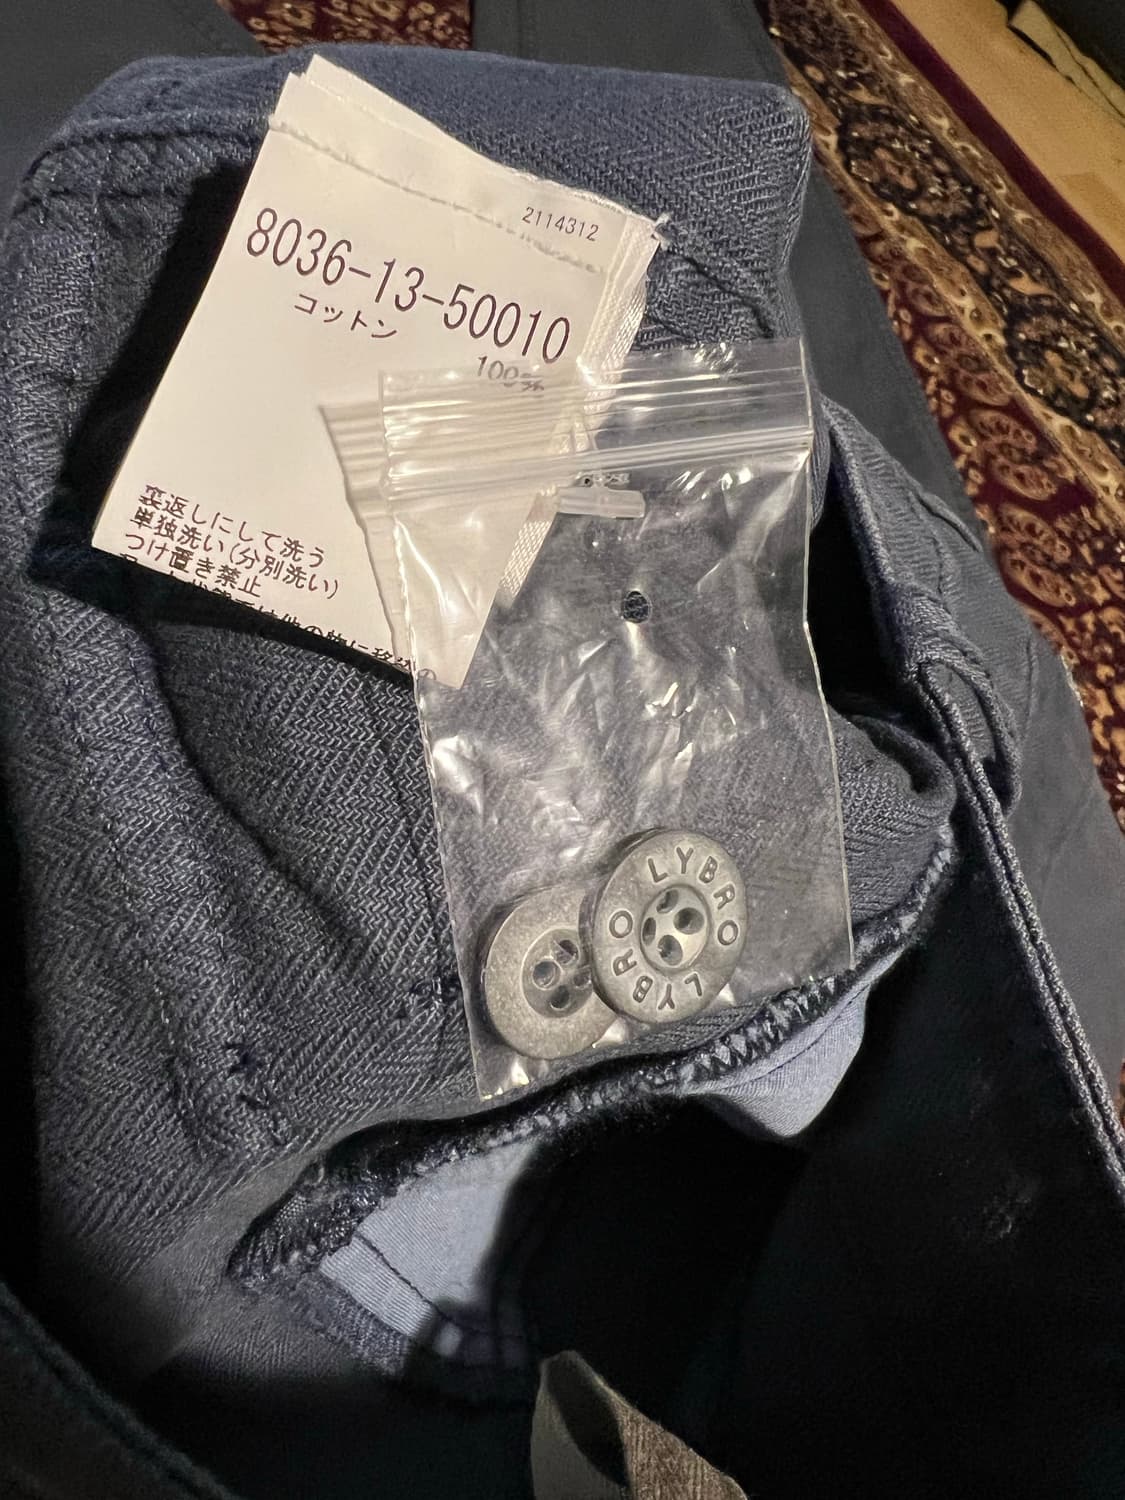 2114312
8036-13-50010
コットン
100%
裏返しにして洗う
単独洗い(分別洗い)
つけ置き禁止
LYBRO
LYBRO